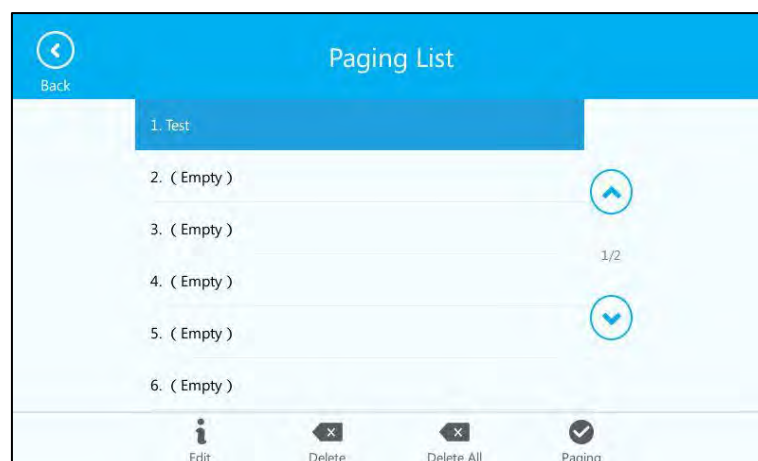 Paging List
Back
1. Test
2. ( Empty )
3. ( Empty )
1/2
4. ( Empty )
5. ( Empty )
6. ( Empty )
Edit Delete Delete All Paging